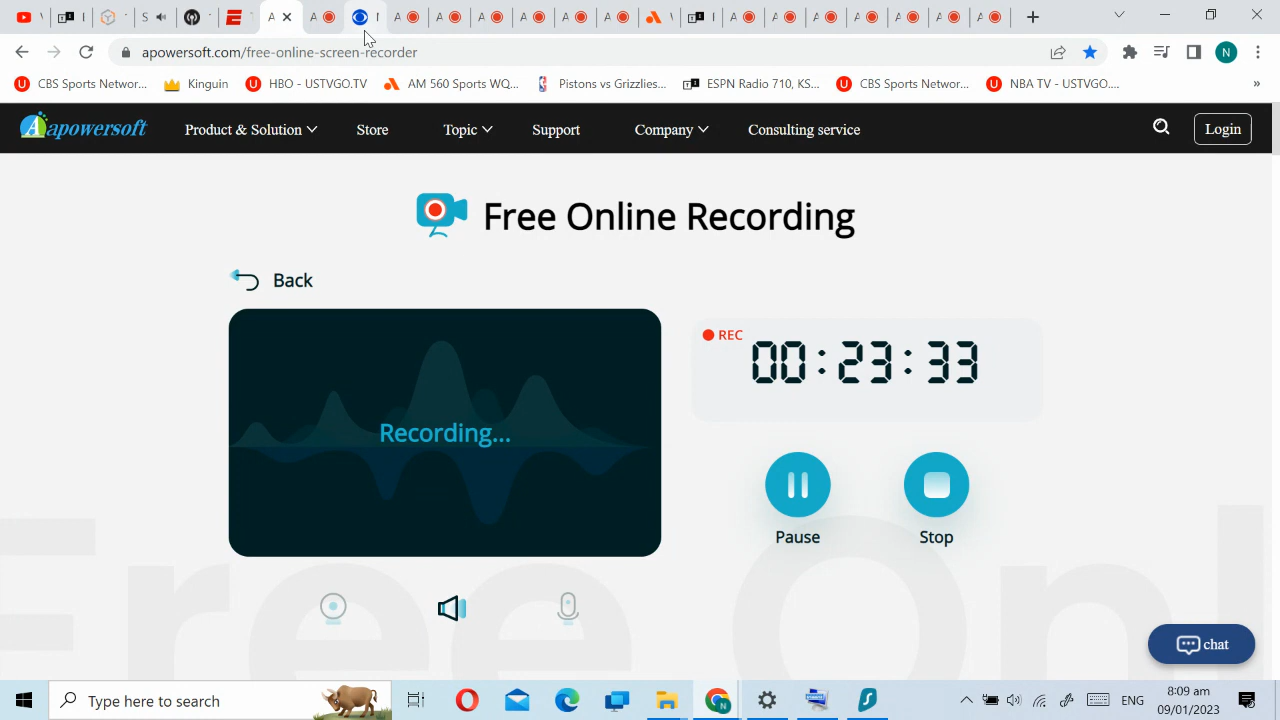 apowersoft.com/free-online-screen-recorder
N
CBS Sports Networ...
Kinguin
HBO - USTVGO.TV
AM 560 Sports WQ...
Pistons vs Grizzlies...
ESPN Radio 710, KS...
CBS Sports Networ...
NBA TV - USTVGO....
»
Apowersoft
Product & Solution
Store
Topic
Support
Company
Consulting service
Login
Free Online Recording
Back
REC
00:23:33
Recording...
Pause
Stop
Free Onl
chat
Type here to search
ENG
8:09 am
09/01/2023